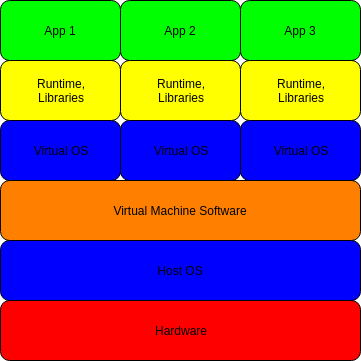 App 1
App 2
App 3
Runtime,
Libraries
Runtime,
Libraries
Runtime,
Libraries
Virtual OS
Virtual OS
Virtual OS
Virtual Machine Software
Host OS
Hardware